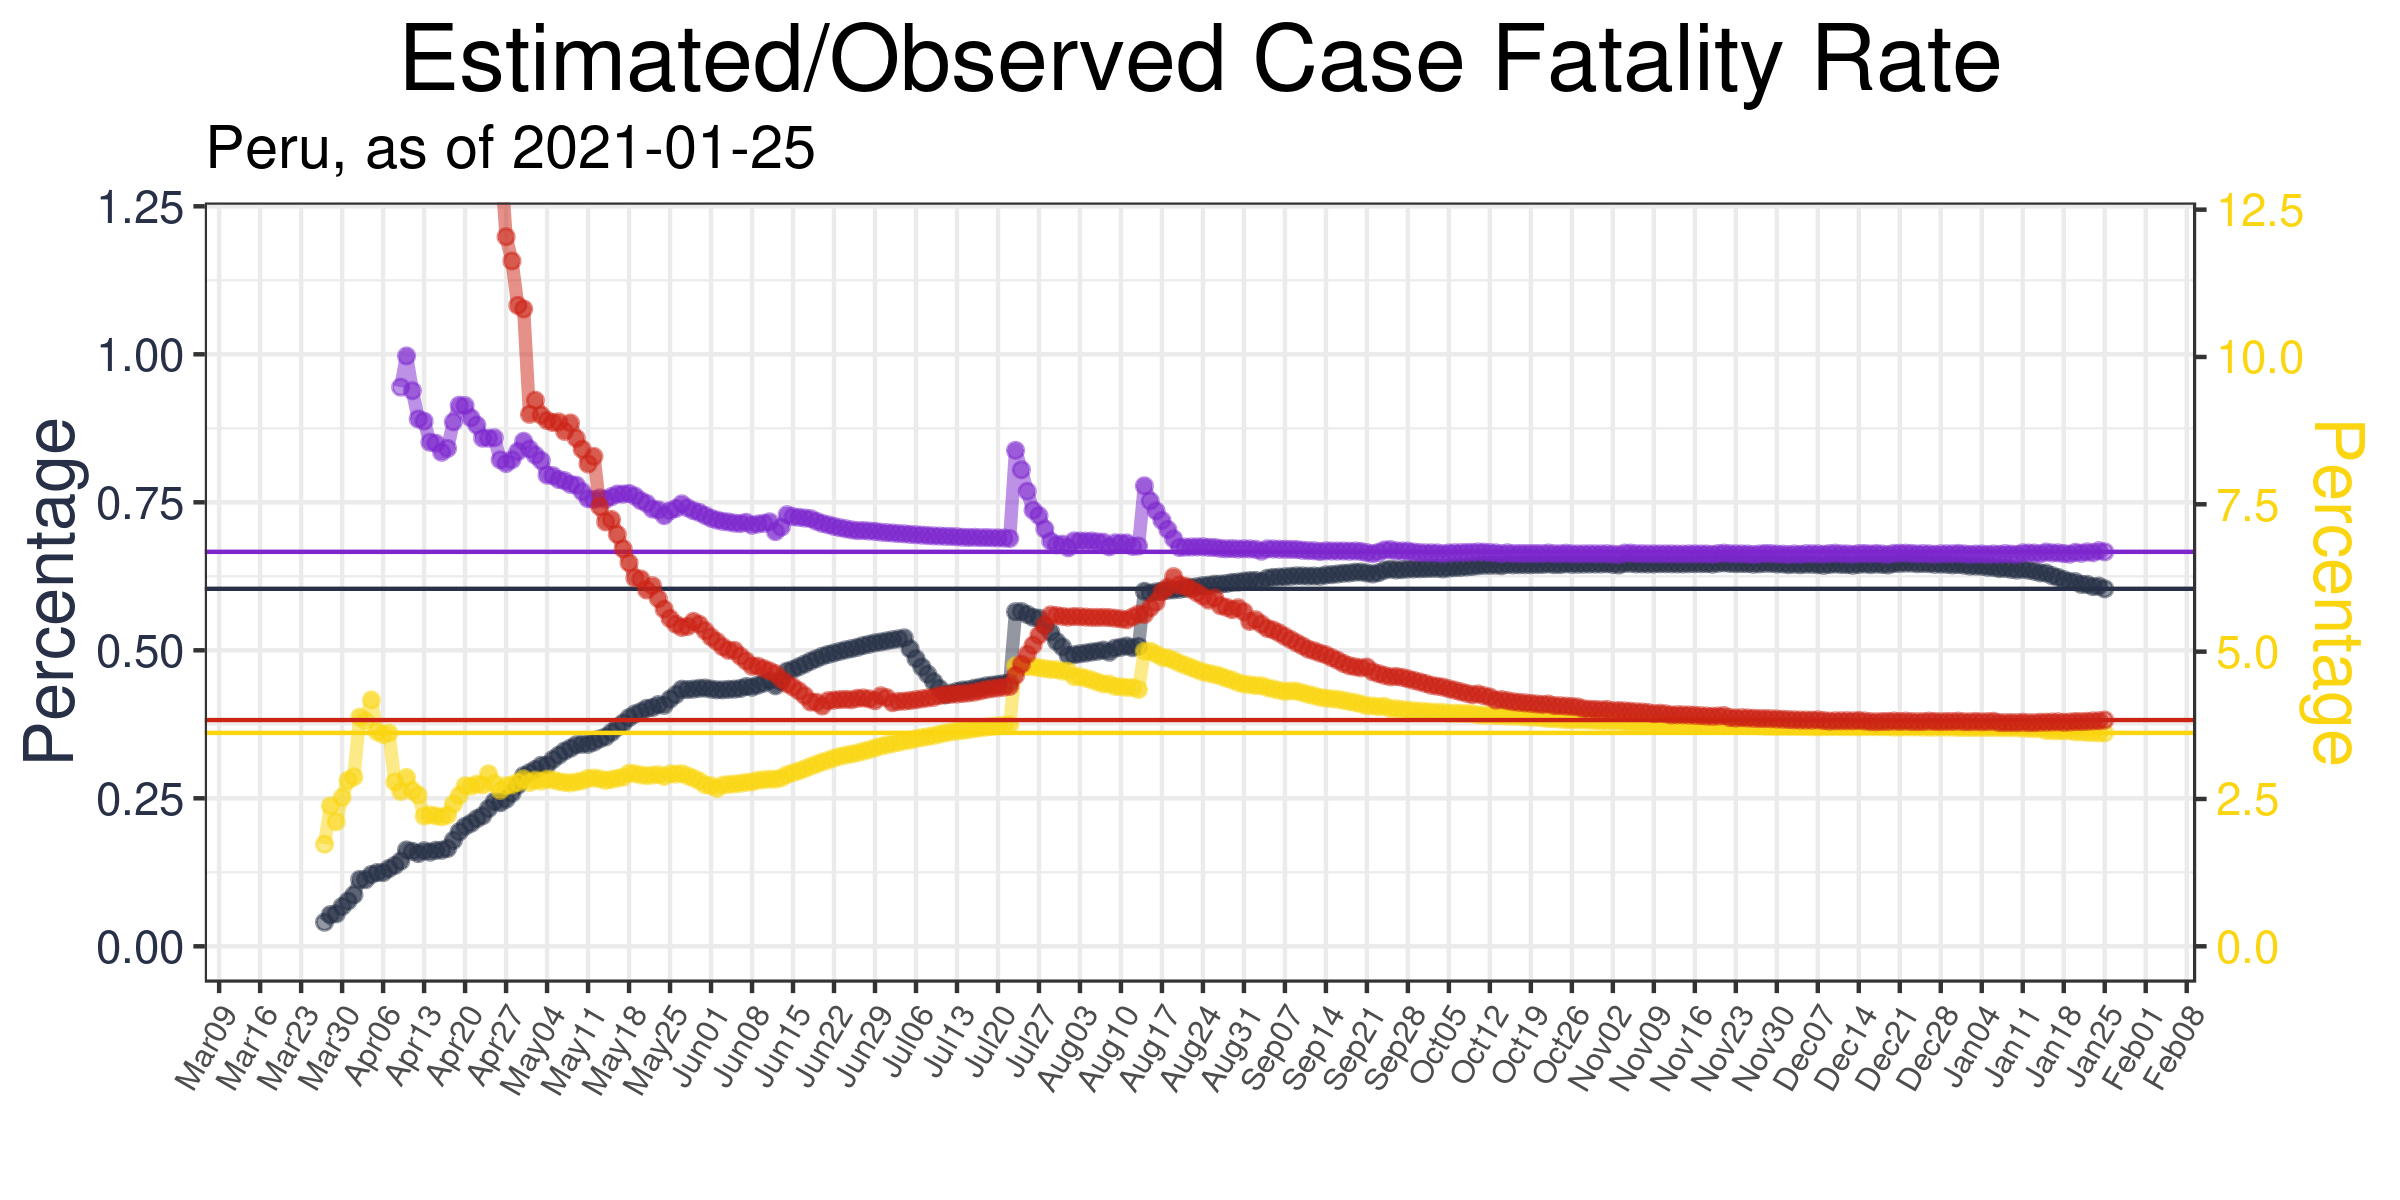 Estimated/Observed Case Fatality Rate
Peru, as of 2021-01-25
Percentage
1.25
1.00
0.75
0.50
0.25
0.00
12.5
10.0
7.5
5.0
2.5
0.0
Percentage
Mar09
Mar16
Mar23
Mar30
Apr06
Apr13
Apr20
Apr27
May04
May11
May18
May25
Jun01
Jun08
Jun15
Jun22
Jun29
Jul06
Jul13
Jul20
Jul27
Aug03
Aug10
Aug17
Aug24
Aug31
Sep07
Sep14
Sep21
Sep28
Oct05
Oct12
Oct19
Oct26
Nov02
Nov09
Nov16
Nov23
Nov30
Dec07
Dec14
Dec21
Dec28
Jan04
Jan11
Jan18
Jan25
Feb01
Feb08